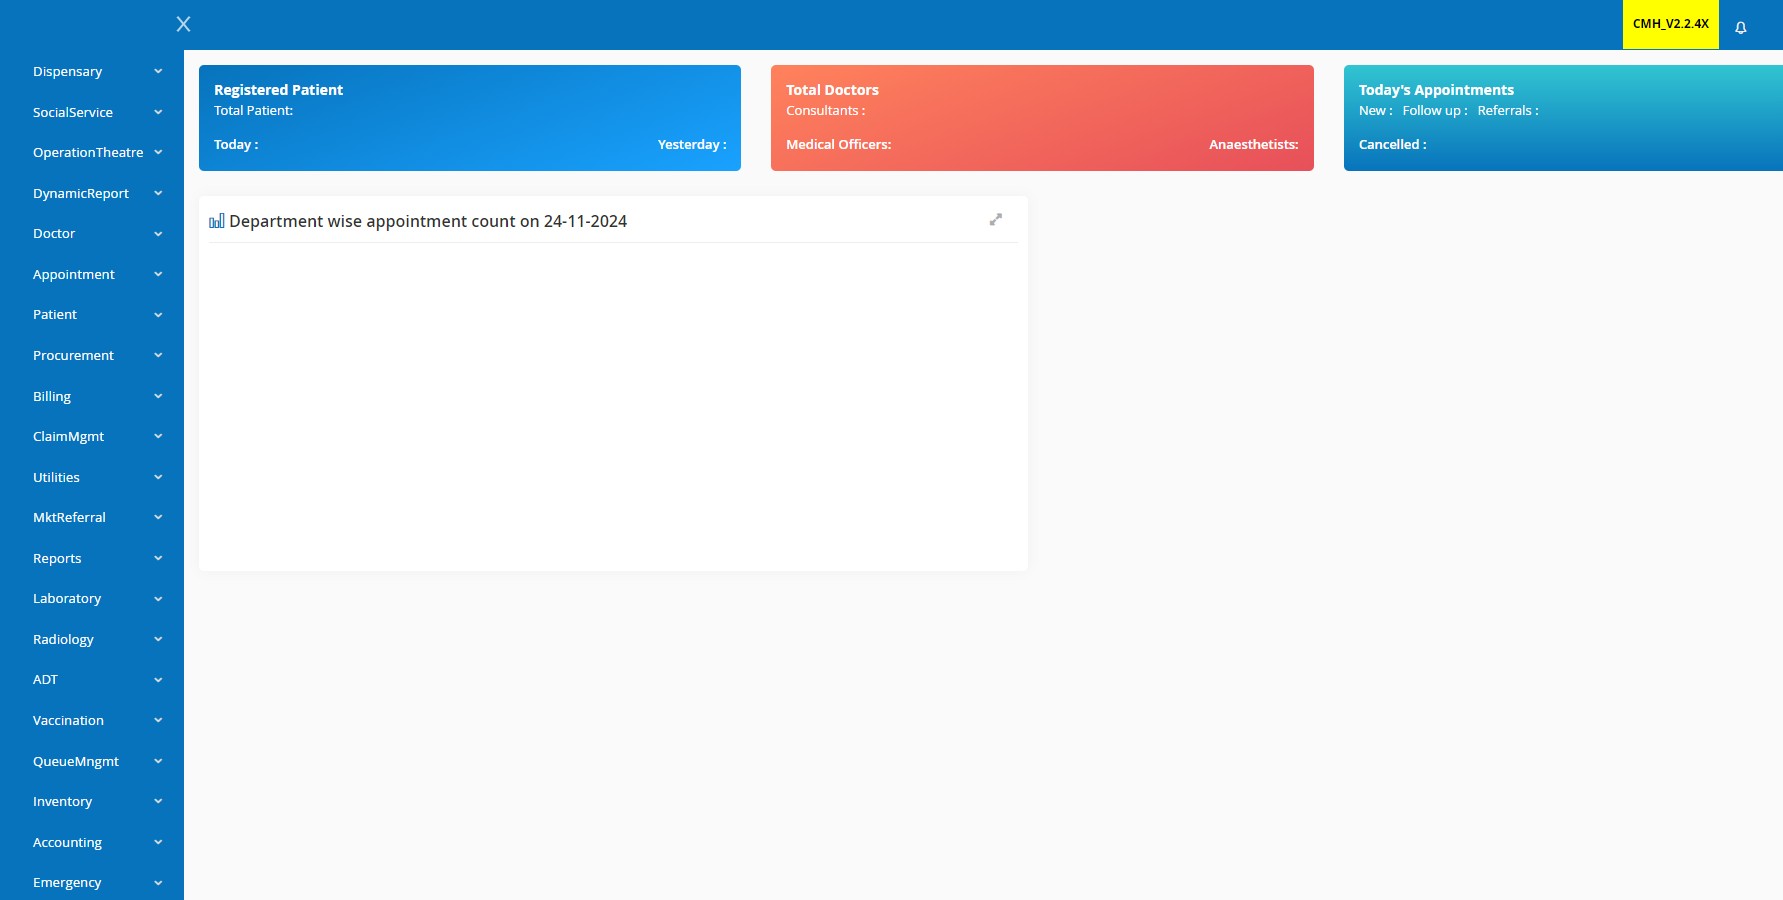 CMH_V2.2.4X
Dispensary
SocialService
OperationTheatre
DynamicReport
Doctor
Appointment
Patient
Procurement
Billing
ClaimMgmt
Utilities
MktReferral
Reports
Laboratory
Radiology
ADT
Vaccination
QueueMngmt
Inventory
Accounting
Emergency
Registered Patient
Total Patient:
Today :
Yesterday :
Total Doctors
Consultants :
Medical Officers:
Anaesthetists:
Today's Appointments
New : Follow up : Referrals :
Cancelled :
Department wise appointment count on 24-11-2024